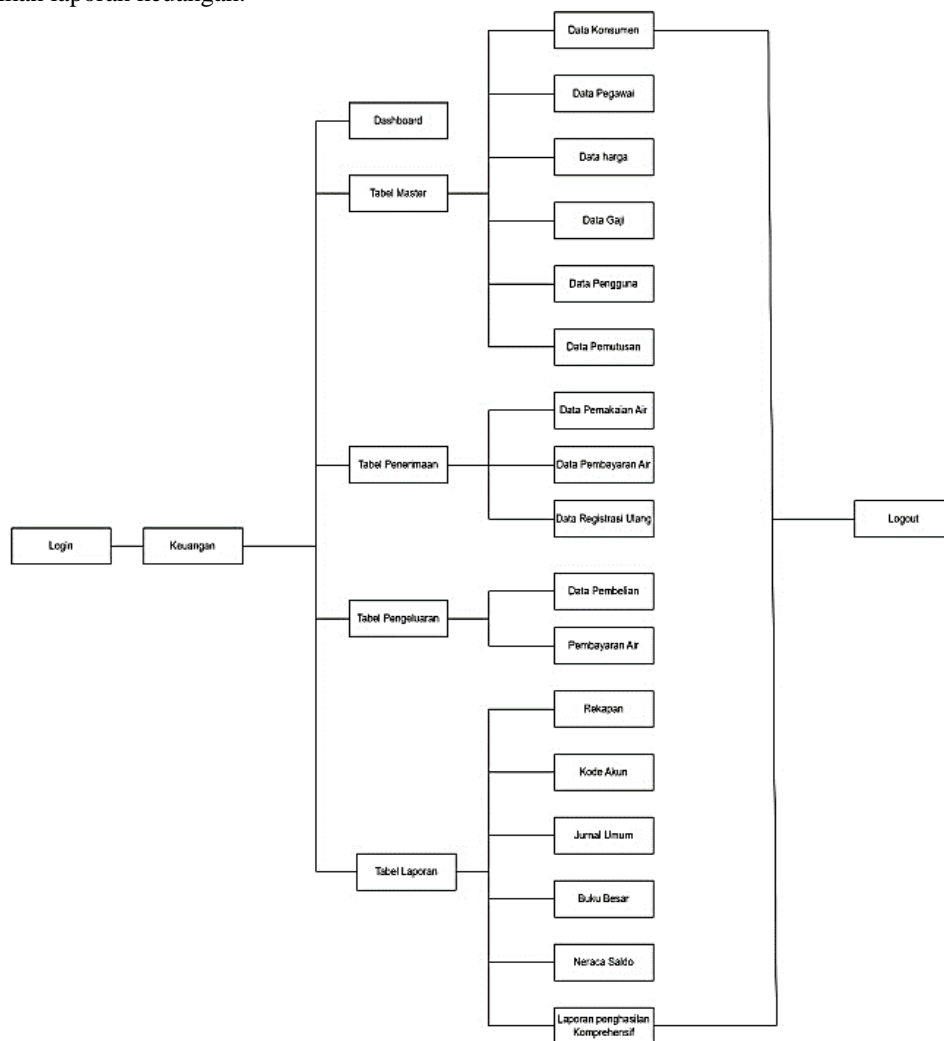 laporan keuangan.
Data Konsumen
Data Pegawai
Dashboard
Data harga
Tabel Master
Data Gaji
Data Pengguna
Data Pemutusan
Data Pemakaian Air
Tabel Penerimaan
Data Pembayaran Air
Data Registrasi Ulang
Login
Keuangan
Logout
Data Pembelian
Tabel Pengeluaran
Pembayaran Air
Rekapan
Kode Akun
Jurnal Umum
Tabel Laporan
Buku Besar
Neraca Saldo
Laporan penghasilan
Komprehensif